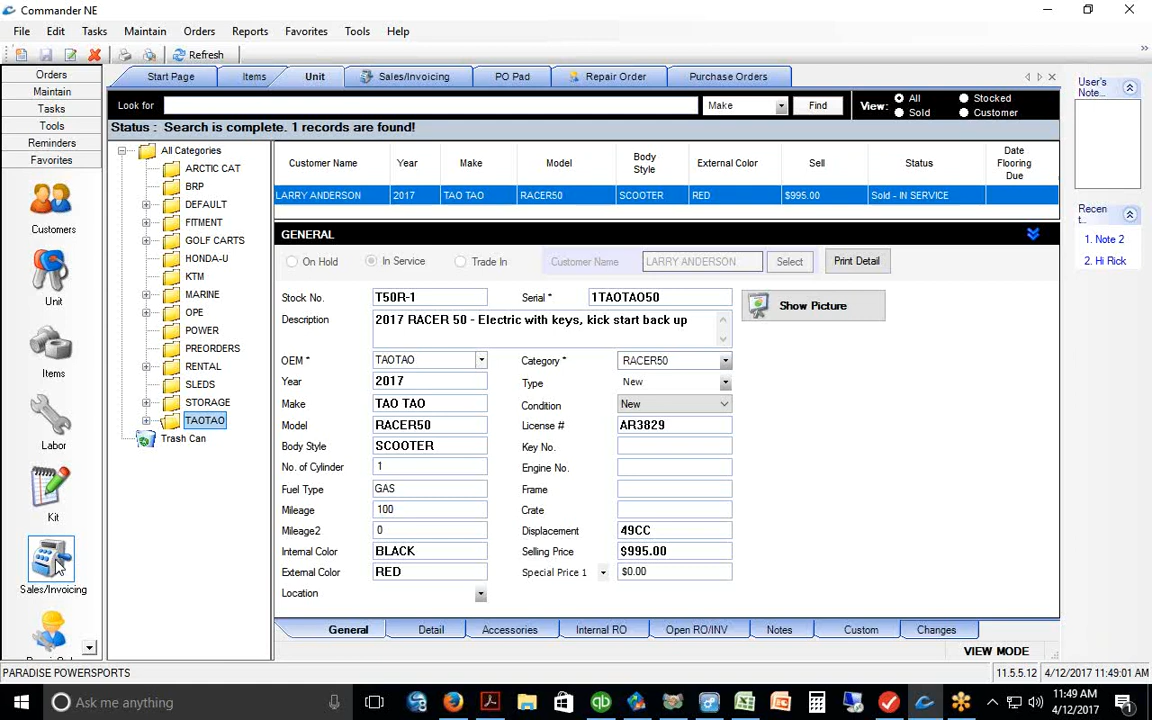 Commander NE
File Edit Tasks Maintain Orders Reports Favorites Tools Help
Refresh
Orders
Maintain
Tasks
Tools
Reminders
Favorites
Customers
Unit
Items
Labor
Kit
Sales/Invoicing
Start Page Items Unit Sales/Invoicing PO Pad Repair Order Purchase Orders
Look for Make Find View: All Stocked Sold Customer
Status : Search is complete. 1 records are found!
All Categories
ARCTIC CAT
BRP
DEFAULT
FITMENT
GOLF CARTS
HONDA-U
KTM
MARINE
OPE
POWER
PREORDERS
RENTAL
SLEDS
STORAGE
TAOTAO
Trash Can
Customer Name Year Make Model Body Style External Color Sell Status Date Flooring Due
LARRY ANDERSON 2017 TAO TAO RACER50 SCOOTER RED $995.00 Sold - IN SERVICE
GENERAL
On Hold In Service Trade In Customer Name LARRY ANDERSON Select Print Detail
Stock No. T50R-1 Serial * 1TAOTAO50 Show Picture
Description 2017 RACER 50 - Electric with keys, kick start back up
OEM * TAOTAO Category * RACER50
Year 2017 Type New
Make TAO TAO Condition New
Model RACER50 License # AR3829
Body Style SCOOTER Key No.
No. of Cylinder 1 Engine No.
Fuel Type GAS Frame
Mileage 100 Crate
Mileage2 0 Displacement 49CC
Internal Color BLACK Selling Price $995.00
External Color RED Special Price 1 $0.00
Location
General Detail Accessories Internal RO Open RO/INV Notes Custom Changes
VIEW MODE
User's Note...
Recen t...
1. Note 2
2. Hi Rick
PARADISE POWERSPORTS 11.5.5.12 4/12/2017 11:49:01 AM
Ask me anything 11:49 AM
4/12/2017